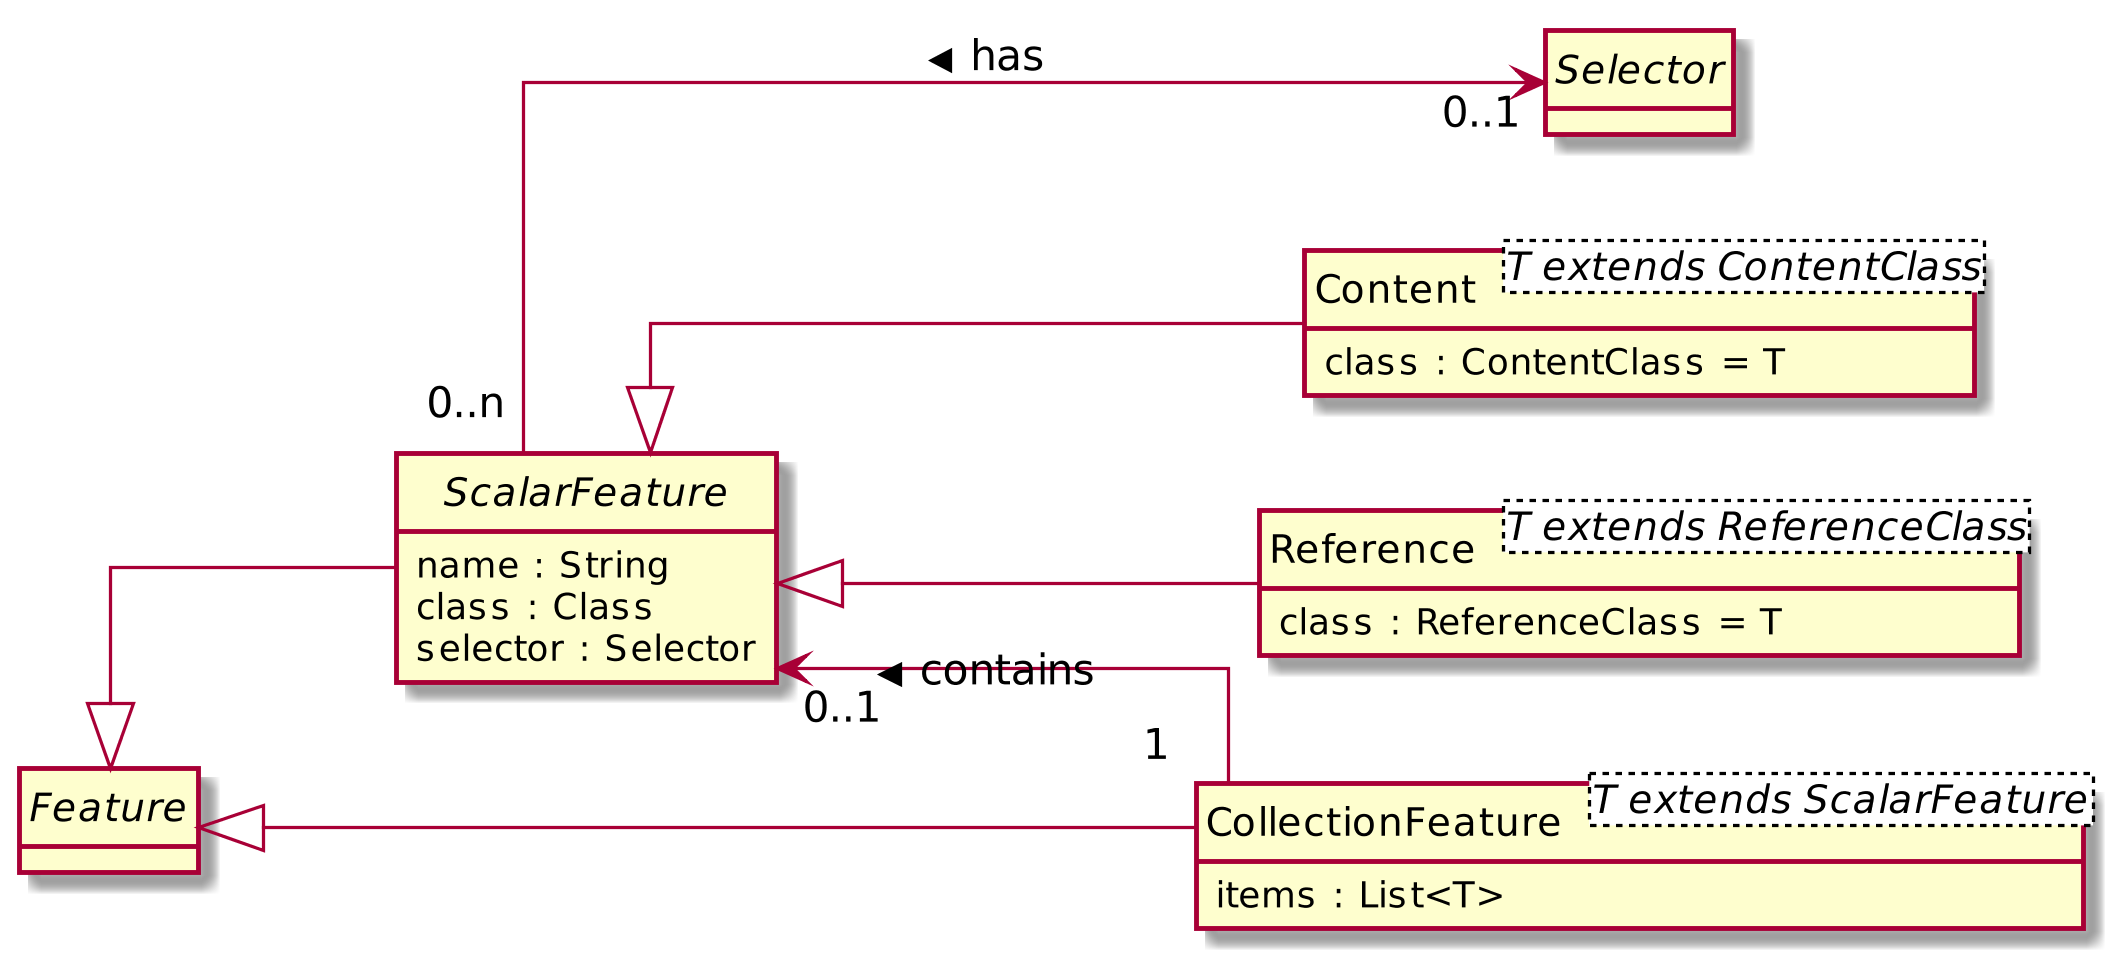 ◄ has
Selector
0..1
T extends ContentClass
Content
class : ContentClass = T
0..n
ScalarFeature
name : String
class : Class
selector : Selector
T extends ReferenceClass
Reference
class : ReferenceClass = T
◄ contains
0..1
1
Feature
T extends ScalarFeature
CollectionFeature
items : List<T>